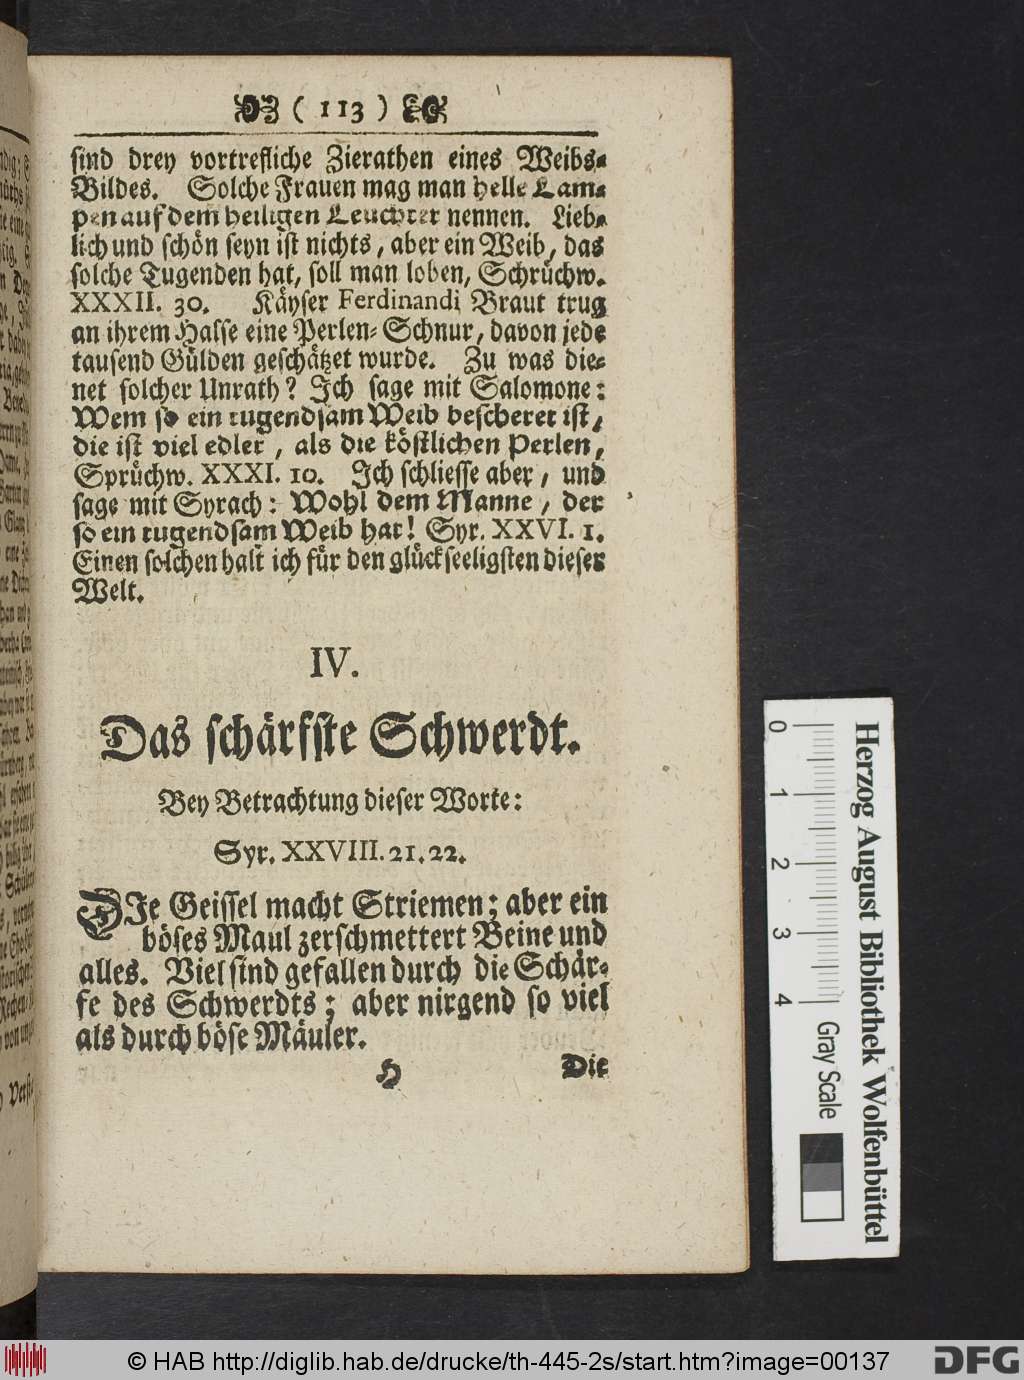 ( 113 )
sind drey vortrefliche Zierathen eines Weibs-
Bildes. Solche Frauen mag man helle Lam-
pen auf dem heiligen Leuchter nennen. Lieb-
lich und schön seyn ist nichts, aber ein Weib, das
solche Tugenden hat, soll man loben, Schrüchw.
XXXII. 30. Käyser Ferdinandi Braut trug
an ihrem Halse eine Perlen-Schnur, davon jede
tausend Gülden geschätzet wurde. Zu was die-
net solcher Unrath? Ich sage mit Salomone:
Wem so ein tugendsam Weib bescheret ist,
die ist viel edler, als die köstlichen Perlen,
Sprüchw. XXXI. 10. Ich schliesse aber, und
sage mit Syrach: Wohl dem Manne, der
so ein tugendsam Weib hat! Syr. XXVI. 1.
Einen solchen halt ich für den glückseeligsten dieser
Welt.
IV.
Das schärfste Schwerdt.
Bey Betrachtung dieser Worte:
Syr. XXVIII. 21. 22.
DIe Geissel macht Striemen; aber ein
böses Maul zerschmettert Beine und
alles. Viel sind gefallen durch die Schär-
fe des Schwerdts; aber nirgend so viel
als durch böse Mäuler.
H Die
0 1 2 3 4 Gray Scale
Herzog August Bibliothek Wolfenbüttel
© HAB http://diglib.hab.de/drucke/th-445-2s/start.htm?image=00137
DFG